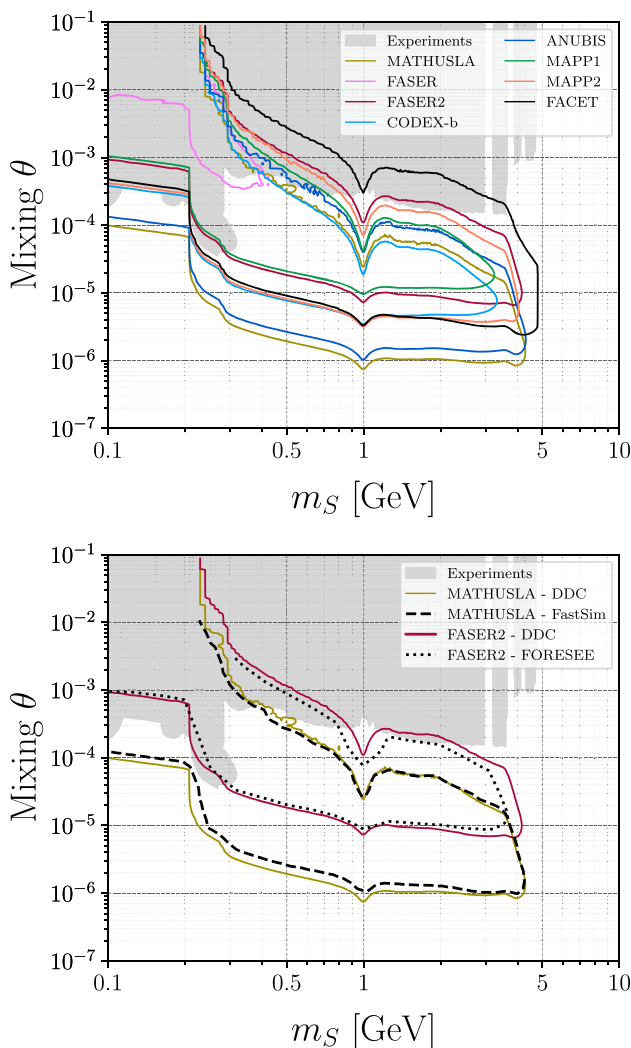 10⁻¹
10⁻²
10⁻³
10⁻⁴
10⁻⁵
10⁻⁶
10⁻⁷
Mixing θ
Experiments
MATHUSLA
FASER
FASER2
CODEX-b
ANUBIS
MAPP1
MAPP2
FACET
0.1
0.5
1
5
10
m_S [GeV]
10⁻¹
10⁻²
10⁻³
10⁻⁴
10⁻⁵
10⁻⁶
10⁻⁷
Mixing θ
Experiments
MATHUSLA - DDC
MATHUSLA - FastSim
FASER2 - DDC
FASER2 - FORESEE
0.1
0.5
1
5
10
m_S [GeV]